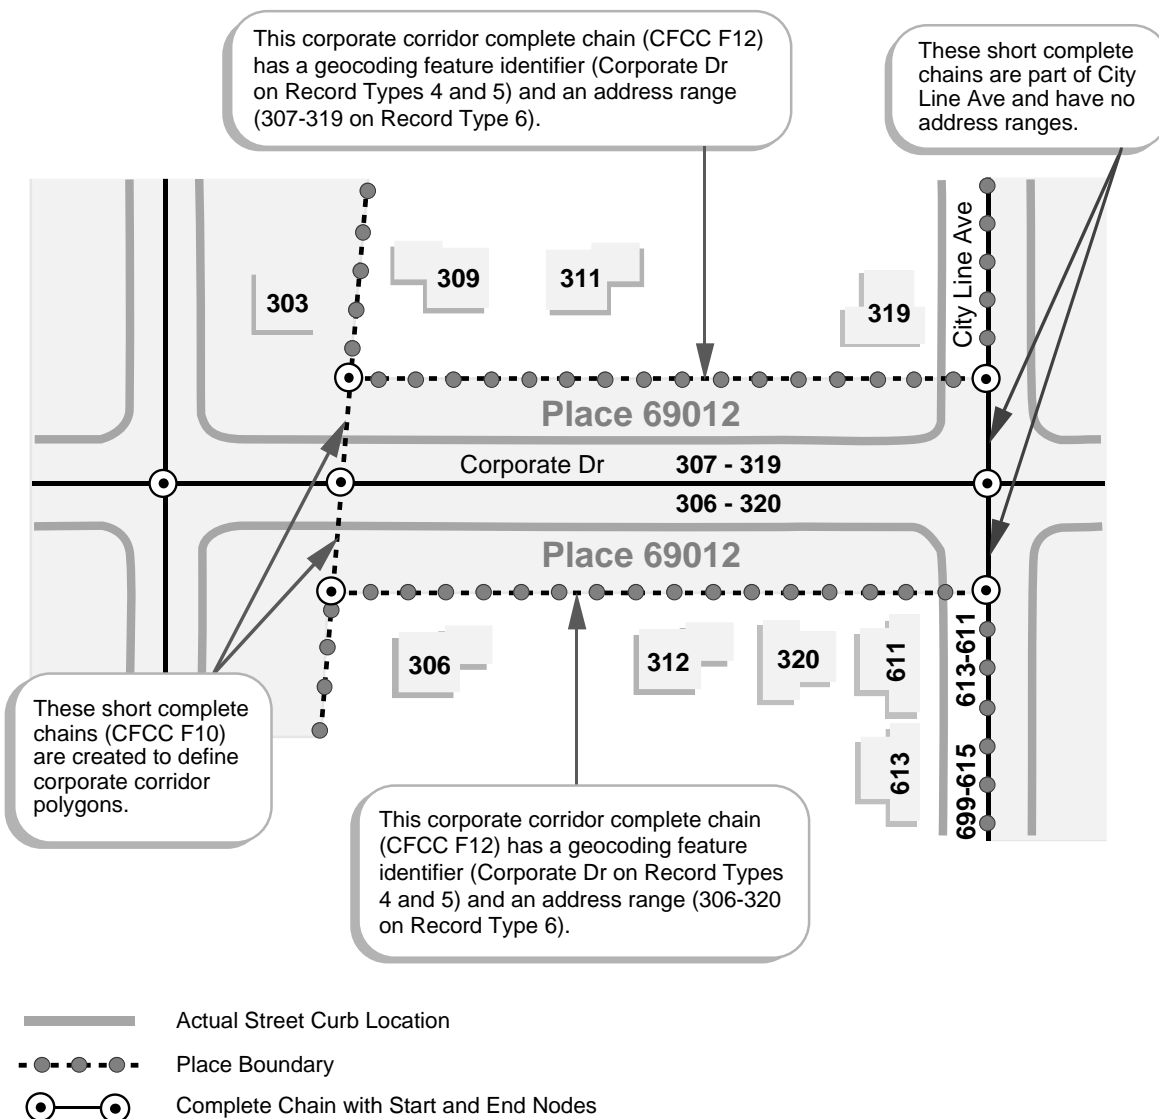 This corporate corridor complete chain (CFCC F12)
has a geocoding feature identifier (Corporate Dr
on Record Types 4 and 5) and an address range
(307-319 on Record Type 6).
These short complete
chains are part of City
Line Ave and have no
address ranges.
City Line Ave
303
309
311
319
Place 69012
Corporate Dr 307 - 319
306 - 320
Place 69012
306
312
320
611
613-611
613
699-615
These short complete
chains (CFCC F10)
are created to define
corporate corridor
polygons.
This corporate corridor complete chain
(CFCC F12) has a geocoding feature
identifier (Corporate Dr on Record Types
4 and 5) and an address range (306-320
on Record Type 6).
Actual Street Curb Location
Place Boundary
Complete Chain with Start and End Nodes